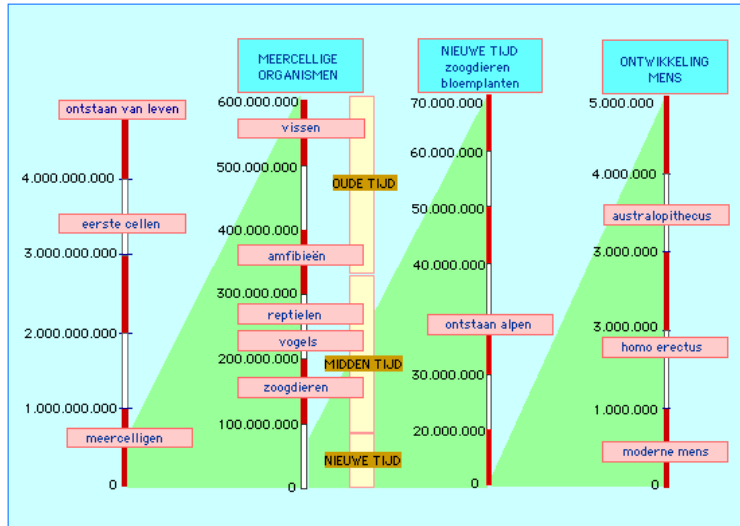 ontstaan van leven
4.000.000.000
eerste cellen
3.000.000.000
2.000.000.000
1.000.000.000
meercelligen
MEERCELLIGE
ORGANISMEN
600.000.000
vissen
500.000.000
OUDE TIJD
400.000.000
amfibieën
300.000.000
reptielen
vogels
200.000.000
MIDDEN TIJD
zoogdieren
100.000.000
NIEUWE TIJD
0
NIEUWE TIJD
zoogdieren
bloemplanten
70.000.000
60.000.000
50.000.000
40.000.000
ontstaan alpen
30.000.000
20.000.000
0
ONTWIKKELING
MENS
5.000.000
4.000.000
australopithecus
3.000.000
3.000.000
homo erectus
1.000.000
moderne mens
0